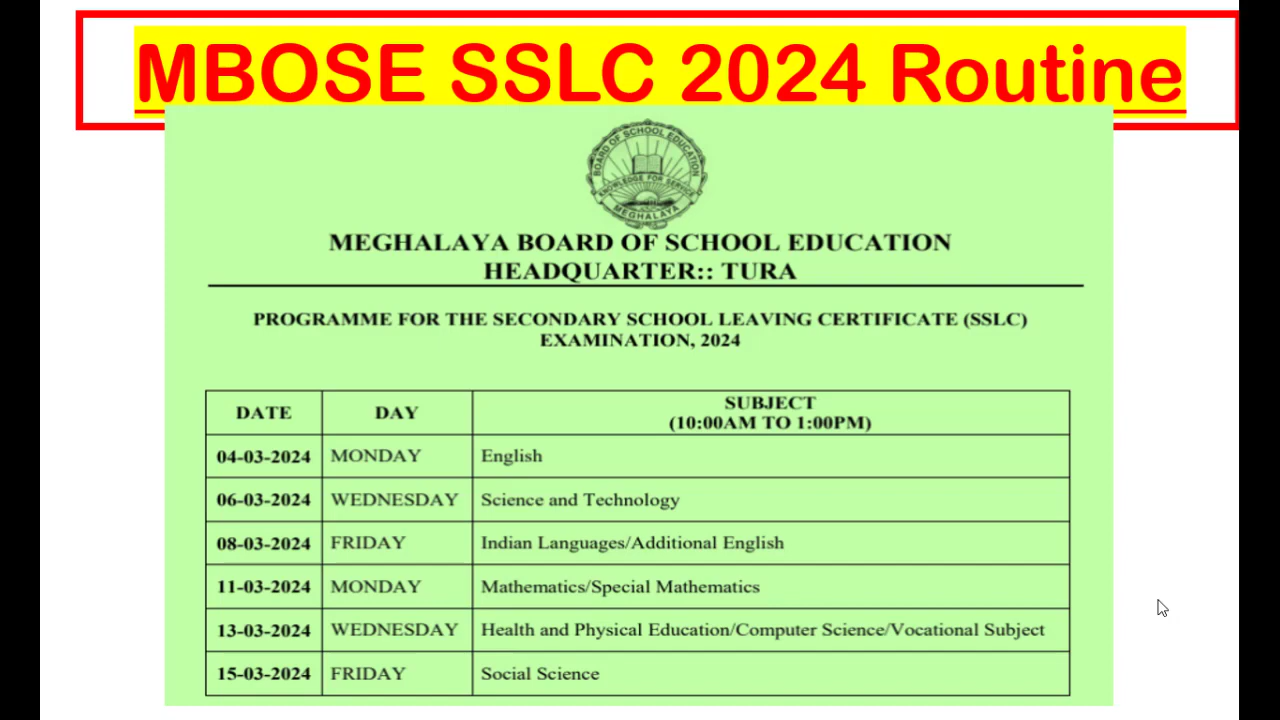 MBOSE SSLC 2024 Routine
BOARD OF SCHOOL EDUCATION
KNOWLEDGE FOR SERVICE
MEGHALAYA
MEGHALAYA BOARD OF SCHOOL EDUCATION
HEADQUARTER:: TURA
PROGRAMME FOR THE SECONDARY SCHOOL LEAVING CERTIFICATE (SSLC)
EXAMINATION, 2024
DATE DAY SUBJECT
(10:00AM TO 1:00PM)
04-03-2024 MONDAY English
06-03-2024 WEDNESDAY Science and Technology
08-03-2024 FRIDAY Indian Languages/Additional English
11-03-2024 MONDAY Mathematics/Special Mathematics
13-03-2024 WEDNESDAY Health and Physical Education/Computer Science/Vocational Subject
15-03-2024 FRIDAY Social Science